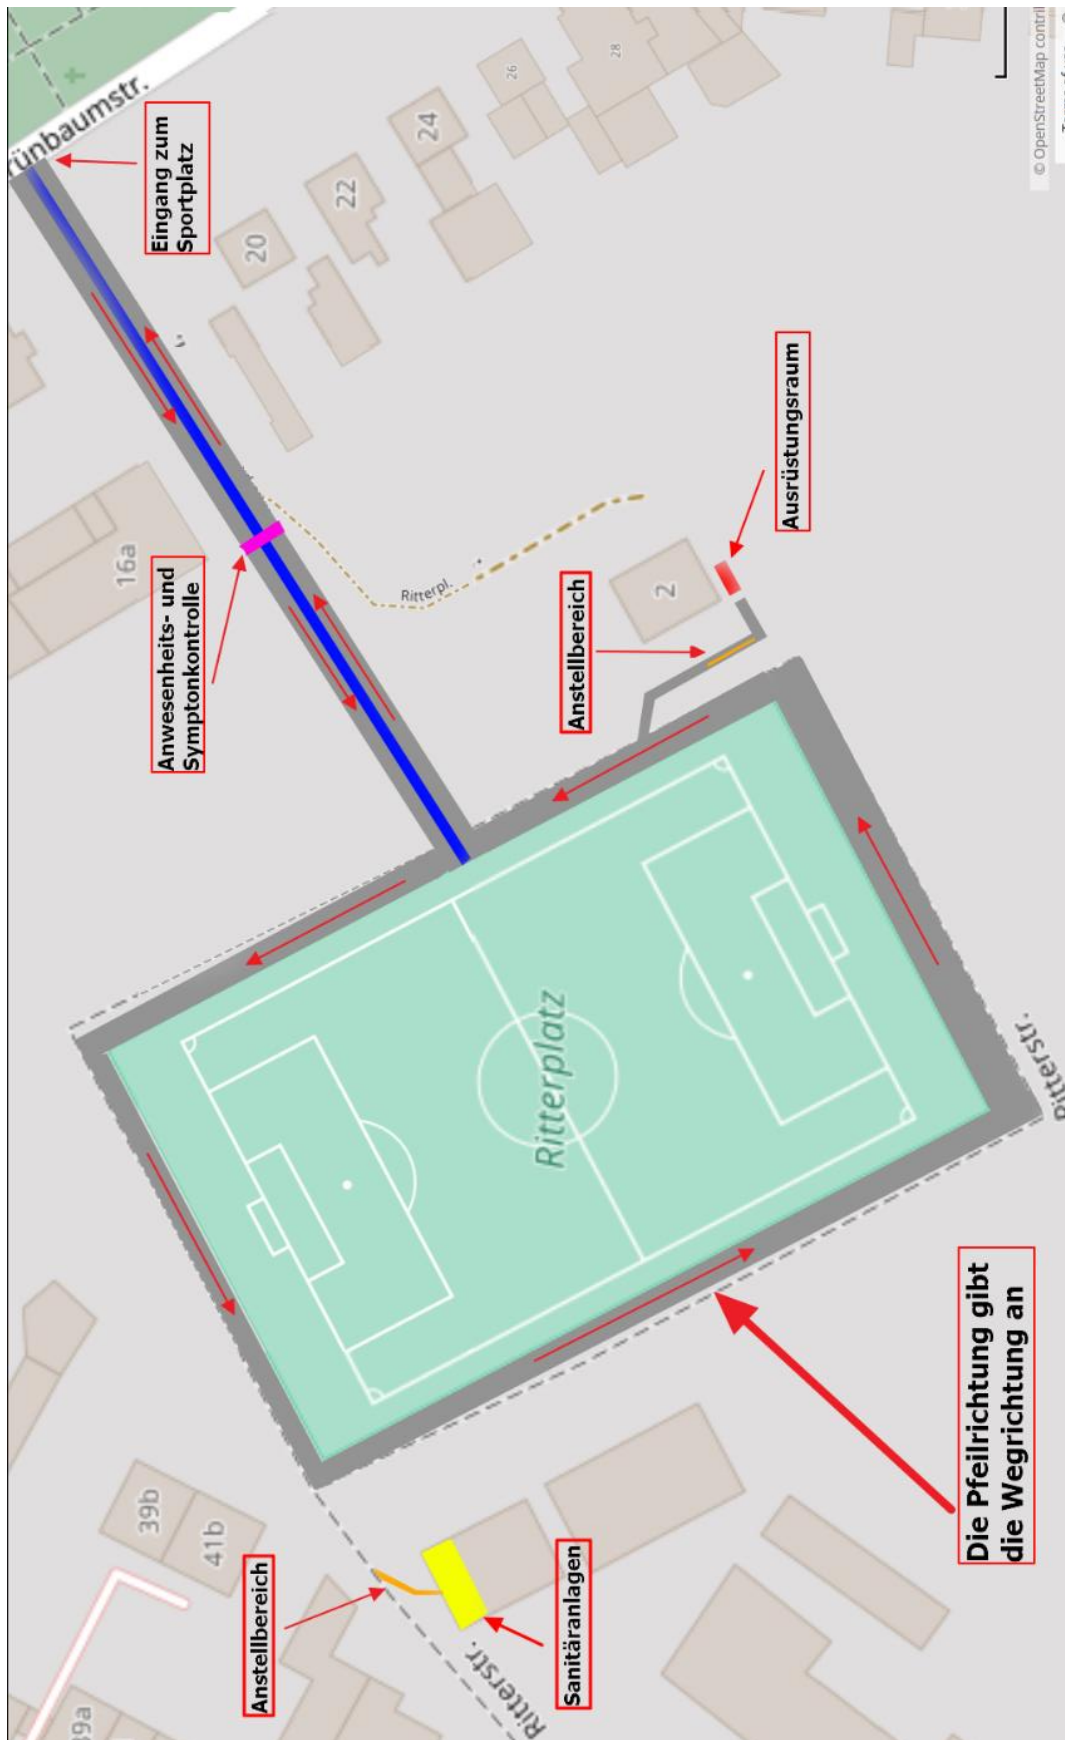 rünbaumstr.
Eingang zum
Sportplatz
20
22
24
26
28
16a
Anwesenheits- und
Symptonkontrolle
Ritterpl.
2
Ausrüstungsraum
Anstellbereich
Ritterplatz
Ritterstr.
39b
41b
39a
Anstellbereich
Sanitäranlagen
Ritterstr.
Die Pfeilrichtung gibt
die Wegrichtung an
© OpenStreetMap contri